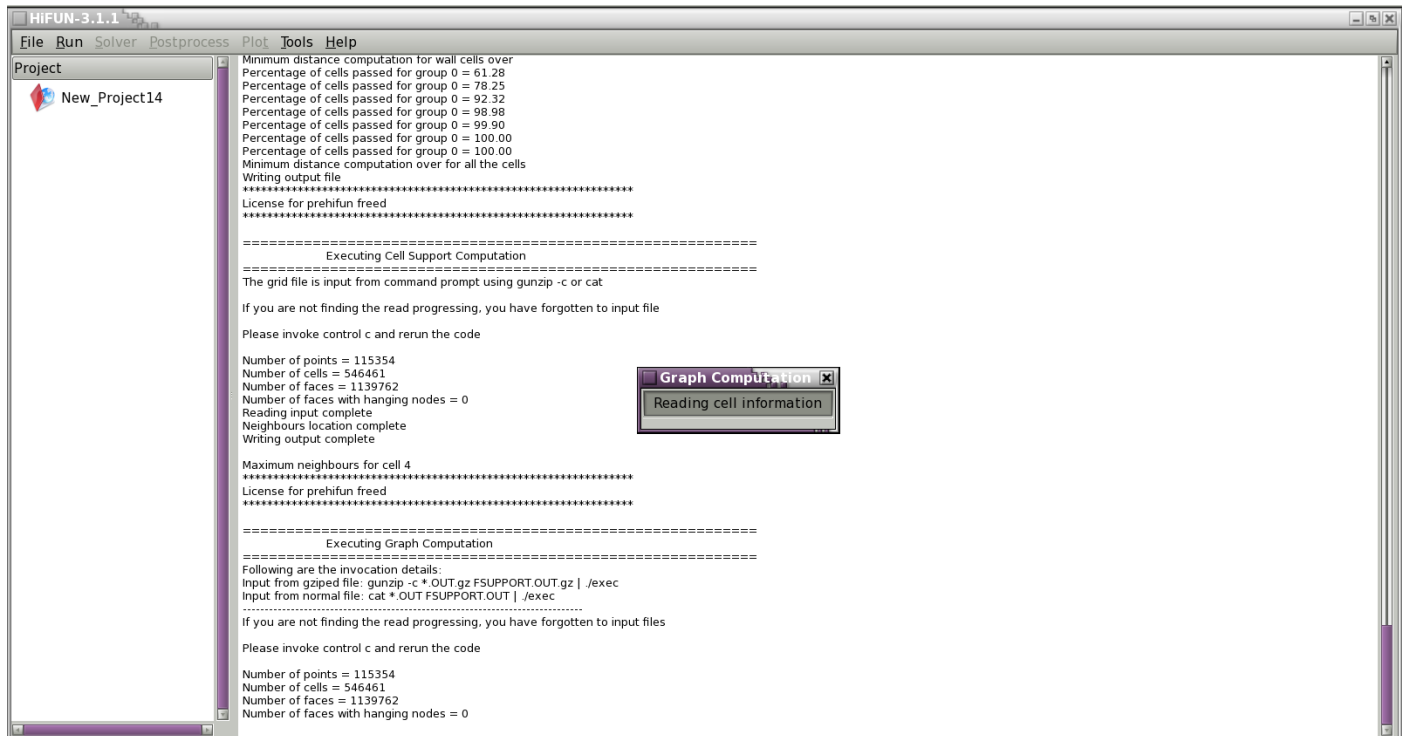 HiFUN-3.1.1
File Run Solver Postprocess Plot Tools Help
Project
New_Project14
Minimum distance computation for wall cells over
Percentage of cells passed for group 0 = 61.28
Percentage of cells passed for group 0 = 78.25
Percentage of cells passed for group 0 = 92.32
Percentage of cells passed for group 0 = 98.98
Percentage of cells passed for group 0 = 99.90
Percentage of cells passed for group 0 = 100.00
Percentage of cells passed for group 0 = 100.00
Minimum distance computation over for all the cells
Writing output file
******************************************************************
License for prehifun freed
******************************************************************
===========================================================
Executing Cell Support Computation
===========================================================
The grid file is input from command prompt using gunzip -c or cat
If you are not finding the read progressing, you have forgotten to input file
Please invoke control c and rerun the code
Number of points = 115354
Number of cells = 546461
Number of faces = 1139762
Number of faces with hanging nodes = 0
Reading input complete
Neighbours location complete
Writing output complete
Maximum neighbours for cell 4
******************************************************************
License for prehifun freed
******************************************************************
===========================================================
Executing Graph Computation
===========================================================
Following are the invocation details:
Input from gziped file: gunzip -c *.OUT.gz FSUPPORT.OUT.gz | ./exec
Input from normal file: cat *.OUT FSUPPORT.OUT | ./exec
------------------------------------------------------------------------------
If you are not finding the read progressing, you have forgotten to input files
Please invoke control c and rerun the code
Number of points = 115354
Number of cells = 546461
Number of faces = 1139762
Number of faces with hanging nodes = 0
Graph Computation
Reading cell information